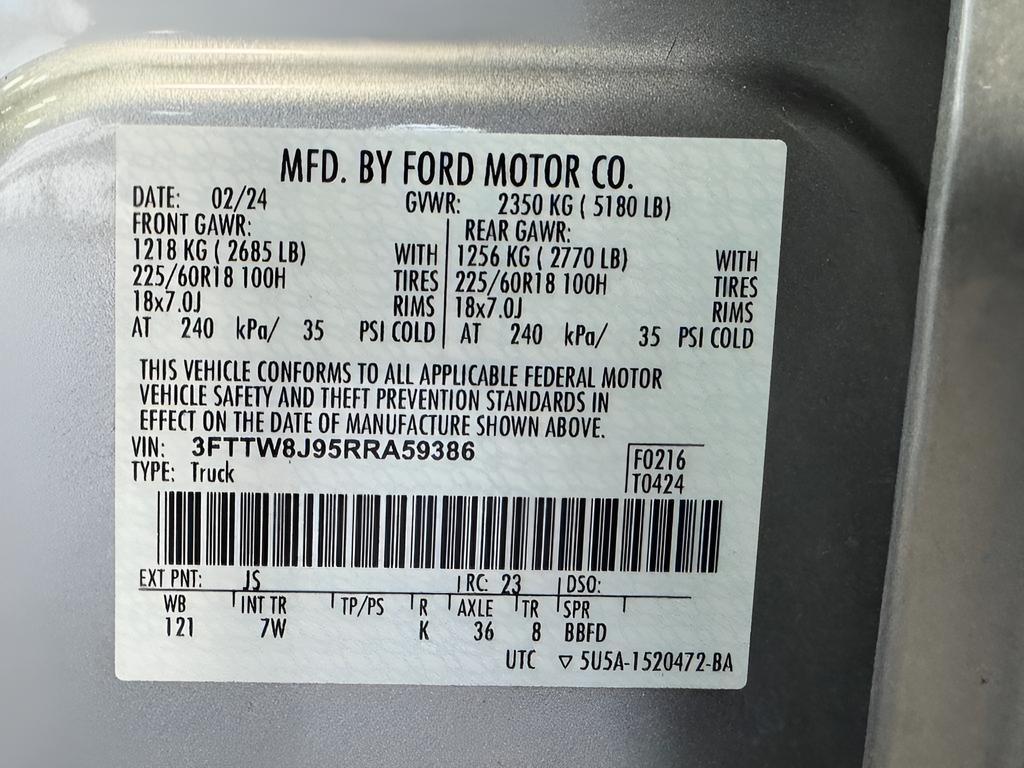 MFD. BY FORD MOTOR CO.
DATE: 02/24 GVWR: 2350 KG ( 5180 LB)
FRONT GAWR: REAR GAWR:
1218 KG ( 2685 LB) WITH 1256 KG ( 2770 LB) WITH
225/60R18 100H TIRES 225/60R18 100H TIRES
18x7.0J RIMS 18x7.0J RIMS
AT 240 kPa/ 35 PSI COLD AT 240 kPa/ 35 PSI COLD
THIS VEHICLE CONFORMS TO ALL APPLICABLE FEDERAL MOTOR
VEHICLE SAFETY AND THEFT PREVENTION STANDARDS IN
EFFECT ON THE DATE OF MANUFACTURE SHOWN ABOVE.
VIN: 3FTTW8J95RRA59386
TYPE: Truck
F0216
T0424
EXT PNT: JS RC: 23 DSO:
WB INT TR TP/PS R AXLE TR SPR
121 7W K 36 8 BBFD
UTC ▽ 5U5A-1520472-BA